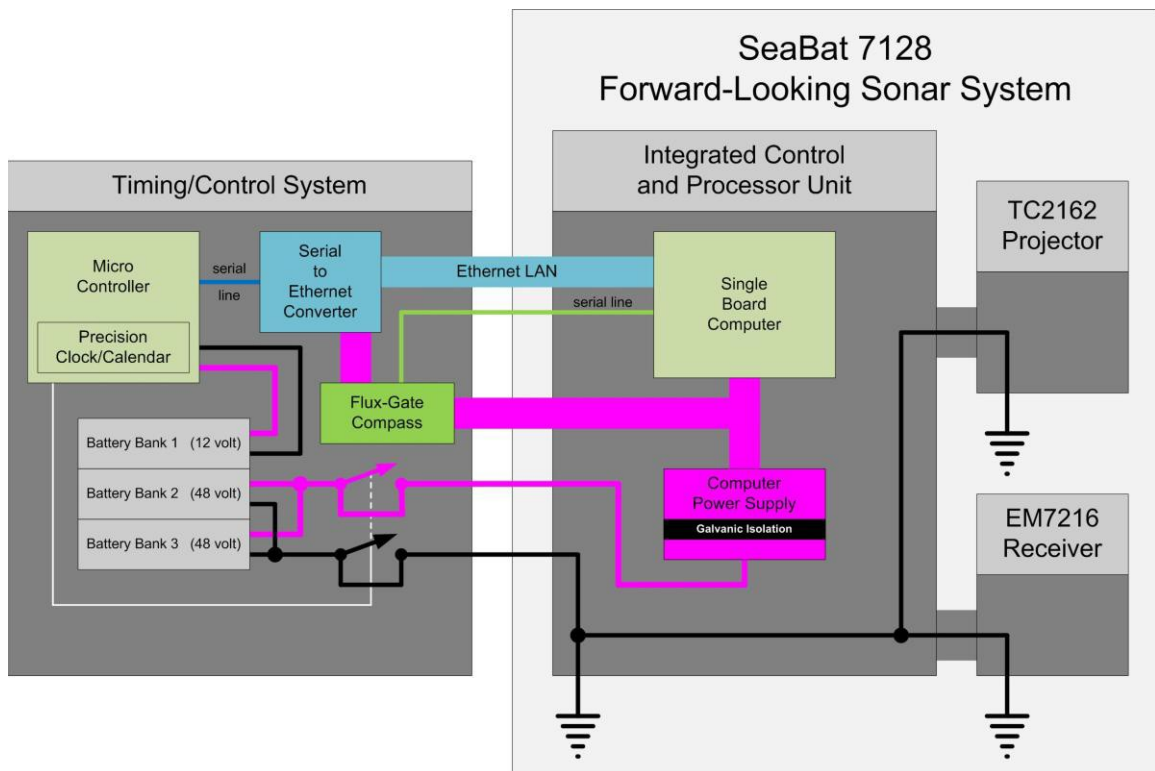 SeaBat 7128
Forward-Looking Sonar System
Timing/Control System
Integrated Control
and Processor Unit
TC2162
Projector
Micro
Controller
serial
line
Serial
to
Ethernet
Converter
Ethernet LAN
serial line
Single
Board
Computer
Precision
Clock/Calendar
Flux-Gate
Compass
Battery Bank 1 (12 volt)
Battery Bank 2 (48 volt)
Battery Bank 3 (48 volt)
Computer
Power Supply
Galvanic Isolation
EM7216
Receiver